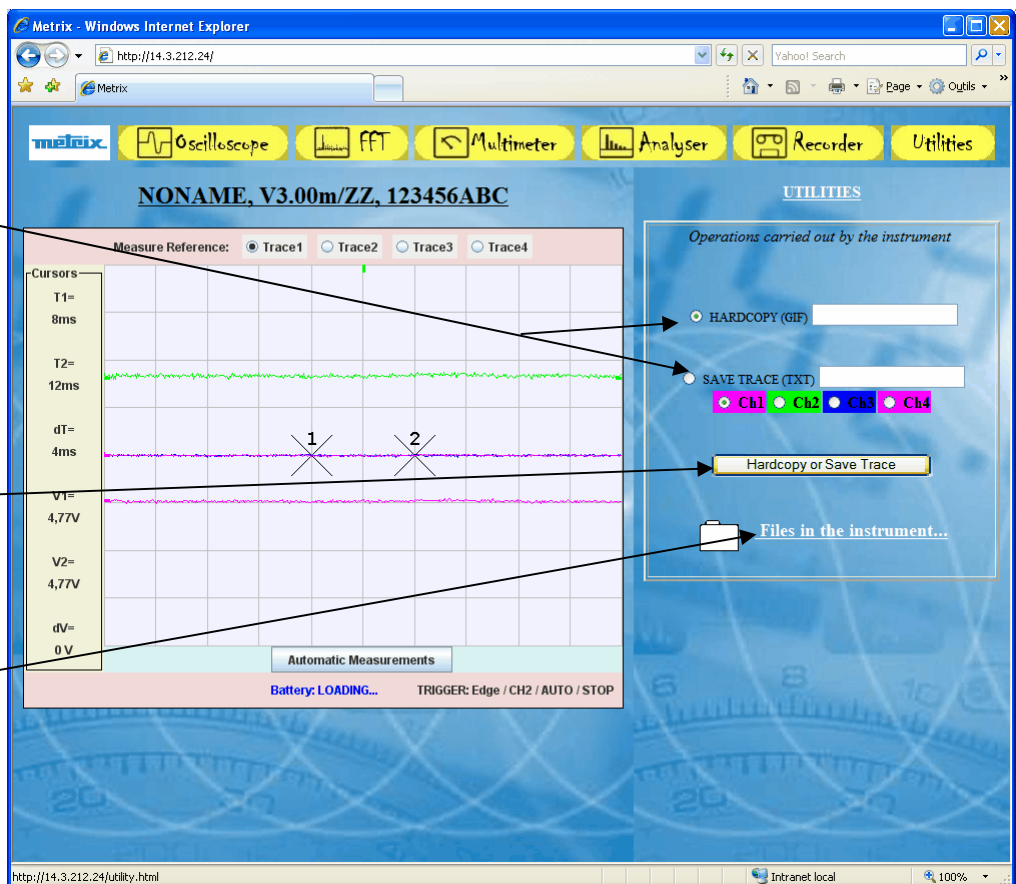 Metrix - Windows Internet Explorer
http://14.3.212.24/
Yahoo! Search
Metrix
Page
Outils
metrix
Oscilloscope
FFT
Multimeter
Analyser
Recorder
Utilities
NONAME, V3.00m/ZZ, 123456ABC
Measure Reference: Trace1 Trace2 Trace3 Trace4
Cursors
T1=
8ms
T2=
12ms
dT=
4ms
V1=
4,77V
V2=
4,77V
dV=
0 V
1
2
Automatic Measurements
Battery: LOADING... TRIGGER: Edge / CH2 / AUTO / STOP
UTILITIES
Operations carried out by the instrument
HARDCOPY (GIF)
SAVE TRACE (TXT)
Ch1 Ch2 Ch3 Ch4
Hardcopy or Save Trace
Files in the instrument...
http://14.3.212.24/utility.html
Intranet local
100%